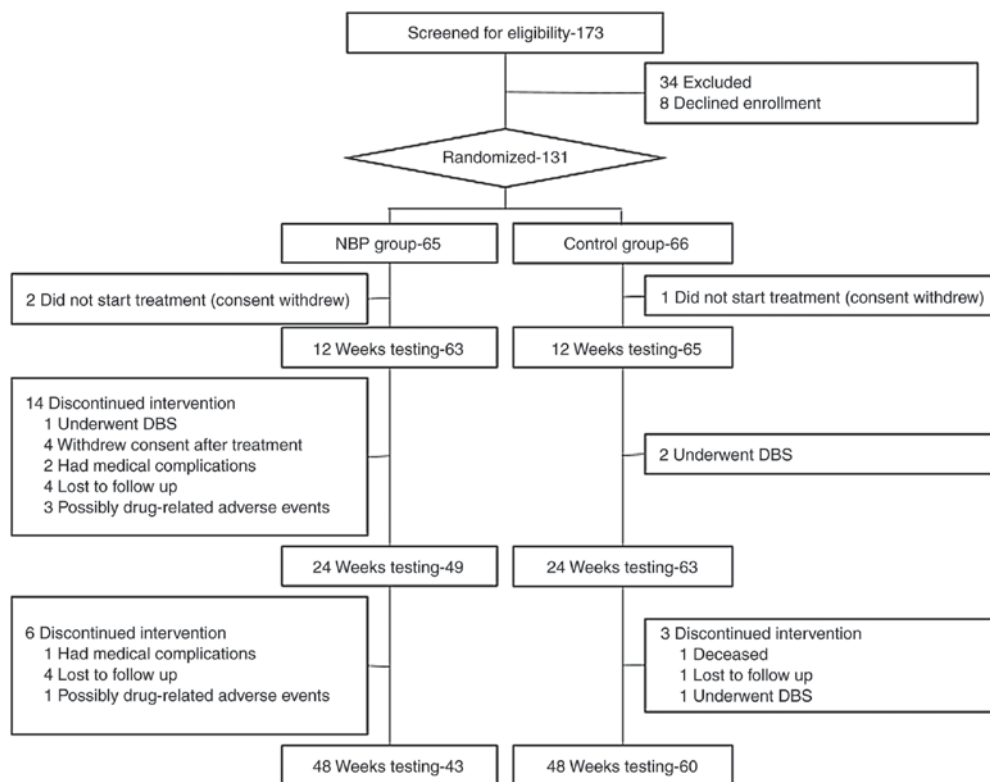 Screened for eligibility-173
34 Excluded
8 Declined enrollment
Randomized-131
NBP group-65
Control group-66
2 Did not start treatment (consent withdrew)
1 Did not start treatment (consent withdrew)
12 Weeks testing-63
12 Weeks testing-65
14 Discontinued intervention
1 Underwent DBS
4 Withdrew consent after treatment
2 Had medical complications
4 Lost to follow up
3 Possibly drug-related adverse events
2 Underwent DBS
24 Weeks testing-49
24 Weeks testing-63
6 Discontinued intervention
1 Had medical complications
4 Lost to follow up
1 Possibly drug-related adverse events
3 Discontinued intervention
1 Deceased
1 Lost to follow up
1 Underwent DBS
48 Weeks testing-43
48 Weeks testing-60